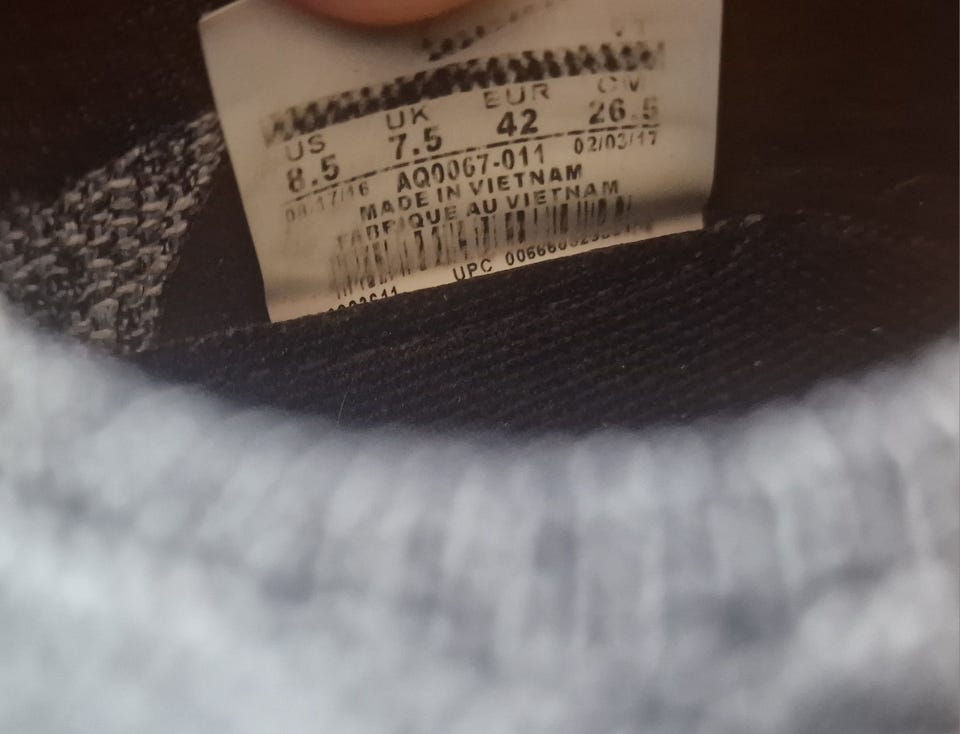 US UK EUR CM
8.5 7.5 42 26.5
AQ0067-011 02/03/17
MADE IN VIETNAM
FABRIQUE AU VIETNAM
UPC